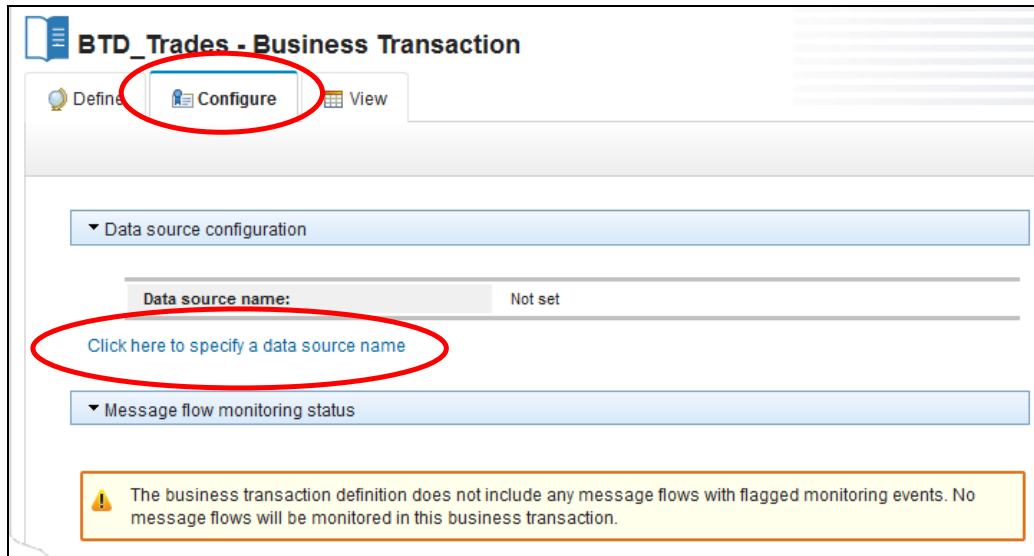 BTD_Trades - Business Transaction
Define Configure View
Data source configuration
Data source name: Not set
Click here to specify a data source name
Message flow monitoring status
The business transaction definition does not include any message flows with flagged monitoring events. No
message flows will be monitored in this business transaction.